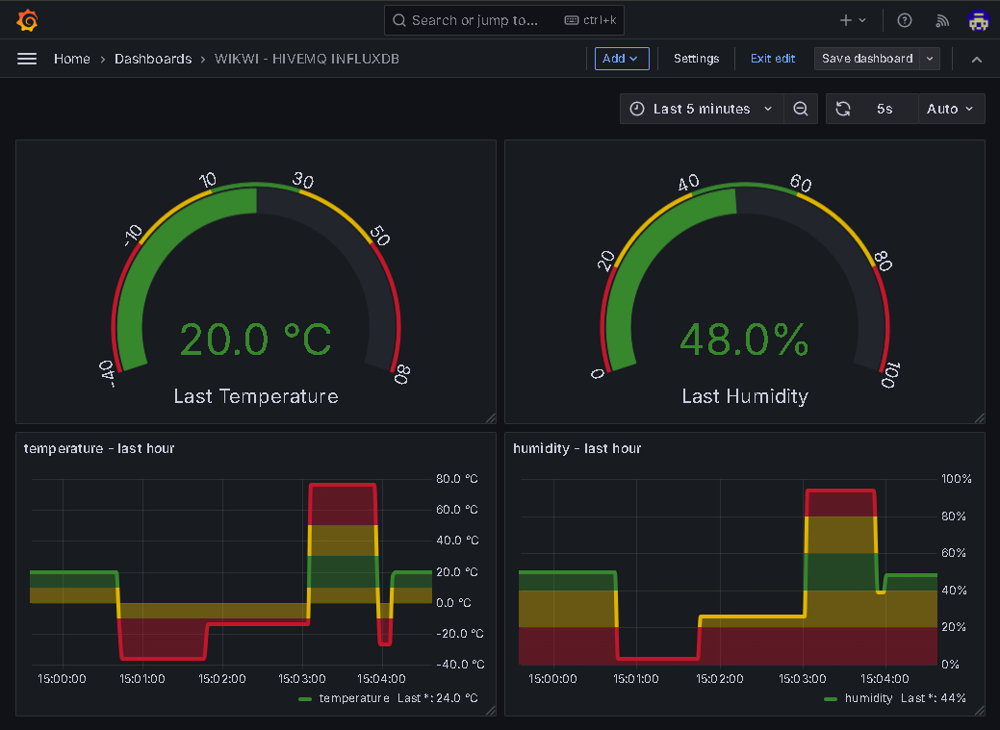 Search or jump to... ctrl+k
Home › Dashboards › WIKWI - HIVEMQ INFLUXDB Add Settings Exit edit Save dashboard
Last 5 minutes 5s Auto
-40 -10 10 30 50 80
20.0 °C
Last Temperature
0 20 40 60 80 100
48.0%
Last Humidity
temperature - last hour
80.0 °C
60.0 °C
40.0 °C
20.0 °C
0.0 °C
-20.0 °C
-40.0 °C
15:00:00 15:01:00 15:02:00 15:03:00 15:04:00
temperature Last *: 24.0 °C
humidity - last hour
100%
80%
60%
40%
20%
0%
15:00:00 15:01:00 15:02:00 15:03:00 15:04:00
humidity Last *: 44%